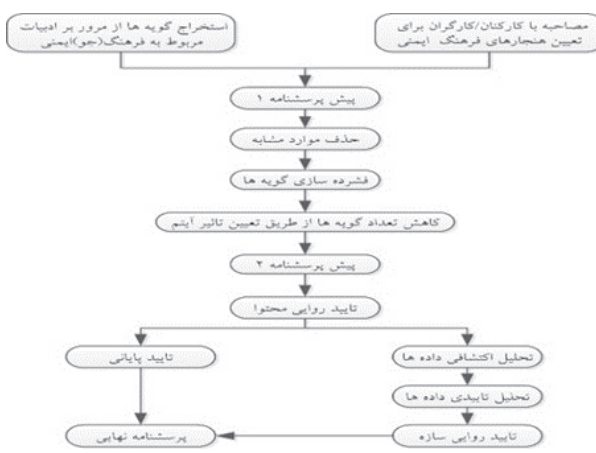 مصاحبه با کارکنان/کارگران برای
تعیین هنجارهای فرهنگ ایمنی
استخراج گویه ها از مرور بر ادبیات
مربوط به فرهنگ(جو)ایمنی
پیش پرسشنامه ۱
حذف موارد مشابه
فشرده سازی گویه ها
کاهش تعداد گویه ها از طریق تعیین تاثیر آیتم
پیش پرسشنامه ۲
تایید روایی محتوا
تحلیل اکتشافی داده ها
تایید پایانی
تحلیل تاییدی داده ها
تایید روایی سازه
پرسشنامه نهایی